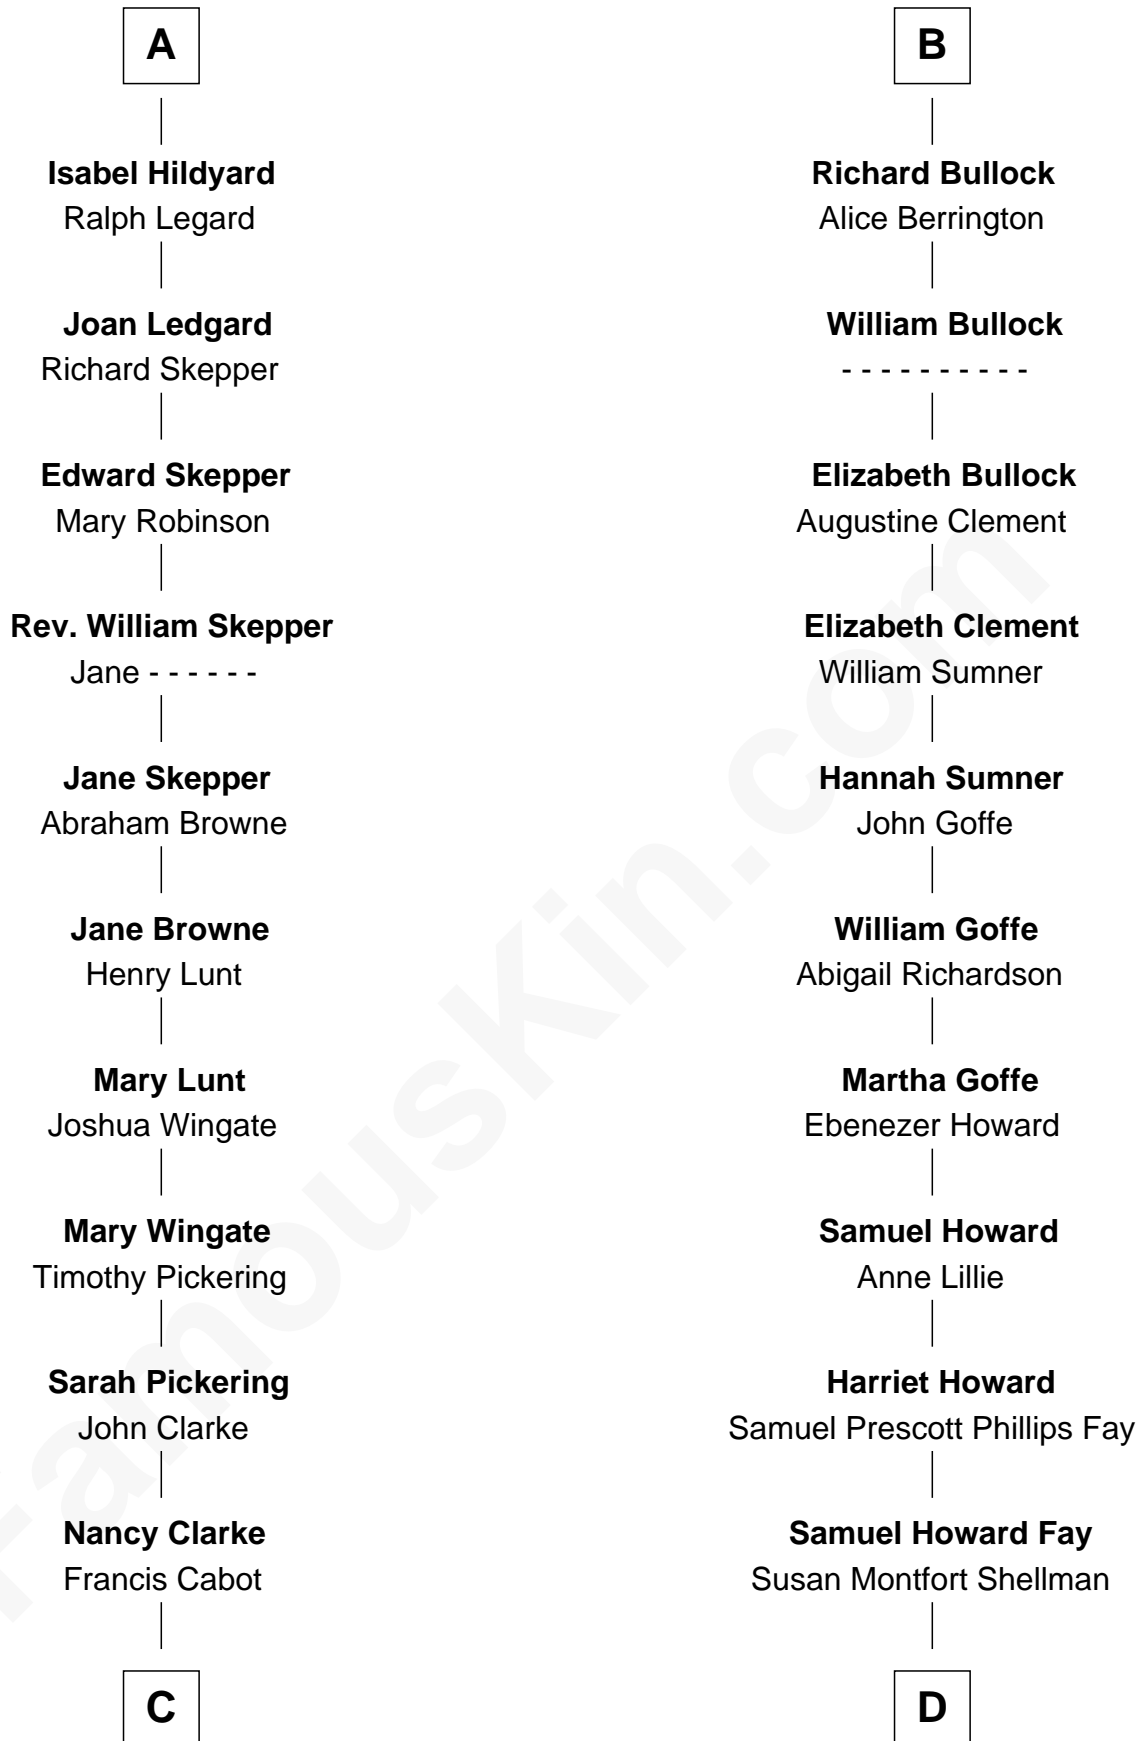 A
Isabel Hildyard
Ralph Legard
Joan Ledgard
Richard Skepper
Edward Skepper
Mary Robinson
Rev. William Skepper
Jane - - - - - -
Jane Skepper
Abraham Browne
Jane Browne
Henry Lunt
Mary Lunt
Joshua Wingate
Mary Wingate
Timothy Pickering
Sarah Pickering
John Clarke
Nancy Clarke
Francis Cabot
C
B
Richard Bullock
Alice Berrington
William Bullock
- - - - - - - - - -
Elizabeth Bullock
Augustine Clement
Elizabeth Clement
William Sumner
Hannah Sumner
John Goffe
William Goffe
Abigail Richardson
Martha Goffe
Ebenezer Howard
Samuel Howard
Anne Lillie
Harriet Howard
Samuel Prescott Phillips Fay
Samuel Howard Fay
Susan Montfort Shellman
D
FamousKin.com